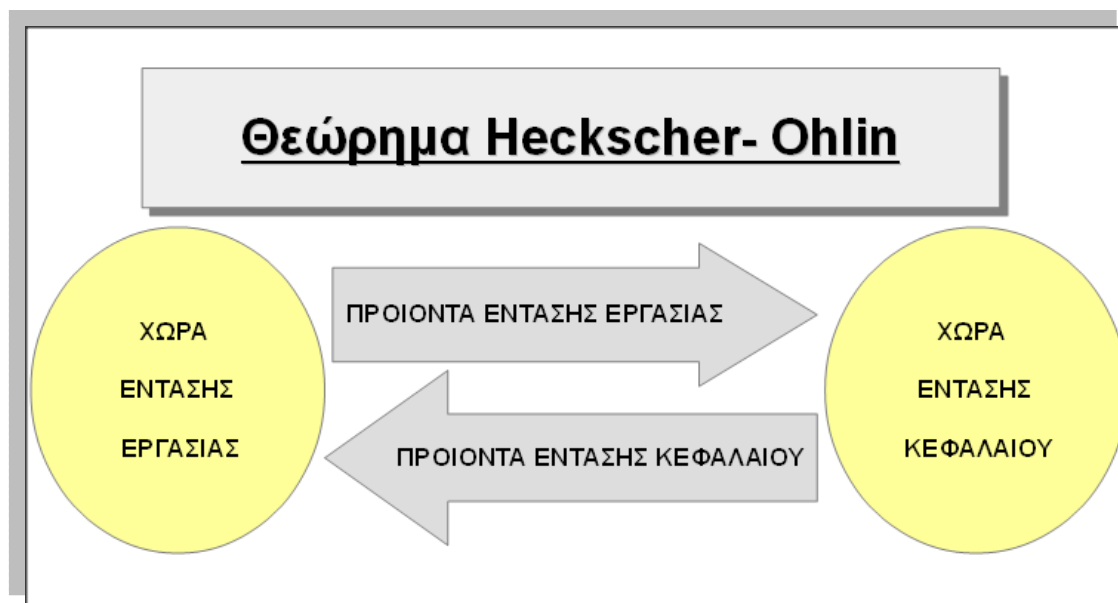 Θεώρημα Heckscher- Ohlin
ΧΩΡΑ
ΕΝΤΑΣΗΣ
ΕΡΓΑΣΙΑΣ
ΠΡΟΙΟΝΤΑ ΕΝΤΑΣΗΣ ΕΡΓΑΣΙΑΣ
ΠΡΟΙΟΝΤΑ ΕΝΤΑΣΗΣ ΚΕΦΑΛΑΙΟΥ
ΧΩΡΑ
ΕΝΤΑΣΗΣ
ΚΕΦΑΛΑΙΟΥ